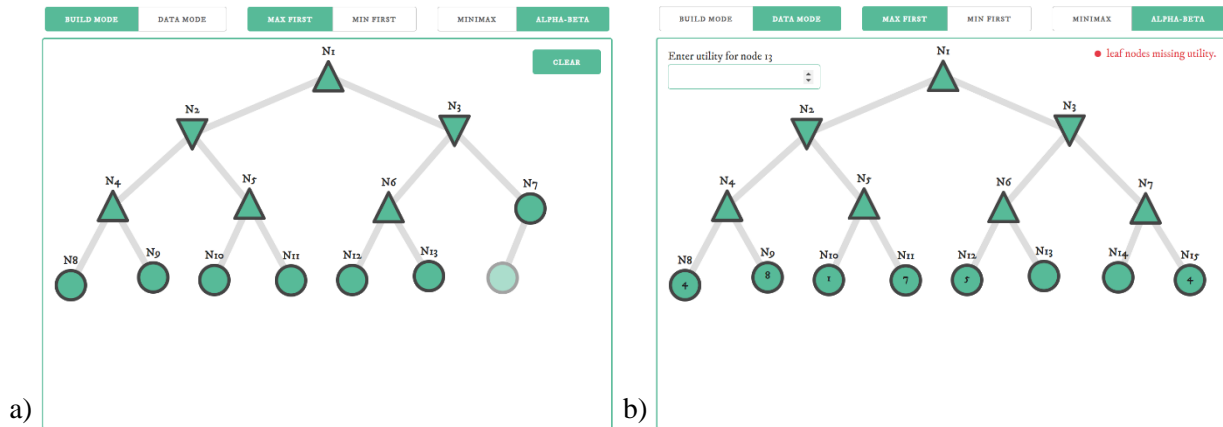 BUILD MODE DATA MODE MAX FIRST MIN FIRST MINIMAX ALPHA-BETA
CLEAR
N1
N2
N3
N4
N5
N6
N7
N8
N9
N10
N11
N12
N13
a)
BUILD MODE DATA MODE MAX FIRST MIN FIRST MINIMAX ALPHA-BETA
Enter utility for node 13
leaf nodes missing utility.
N1
N2
N3
N4
N5
N6
N7
N8
N9
N10
N11
N12
N13
N14
N15
4
8
1
7
5
4
b)